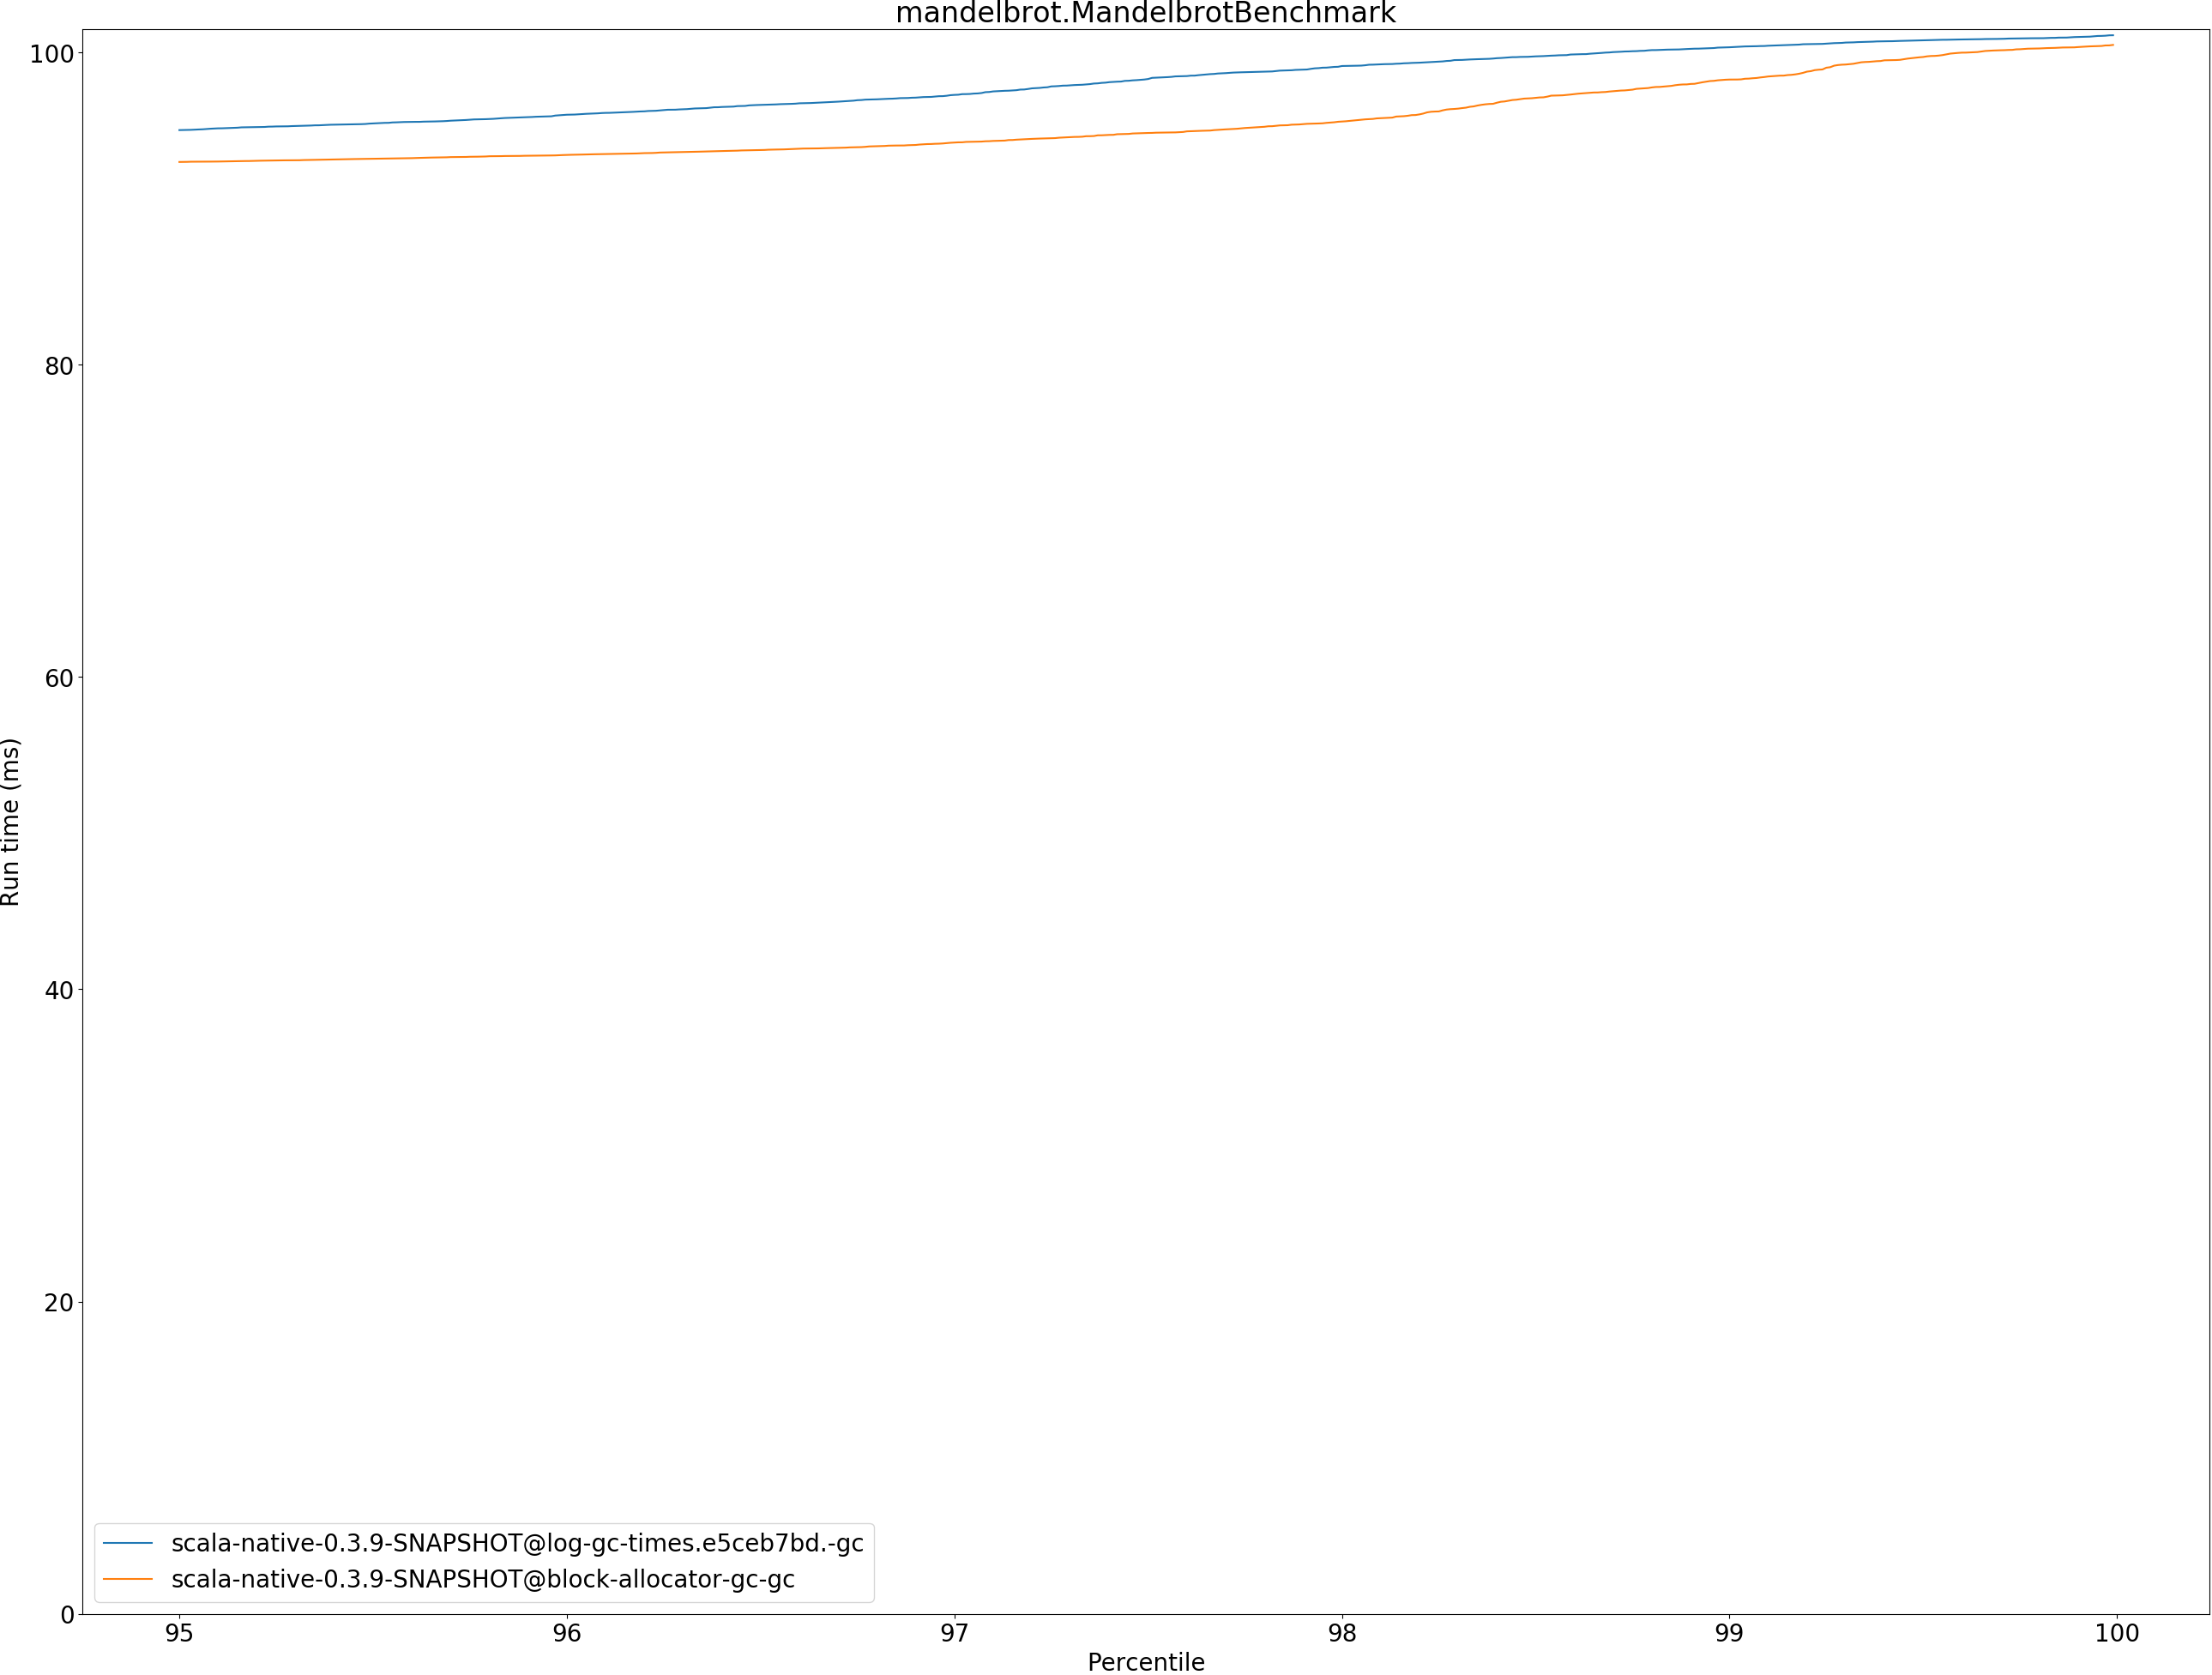 mandelbrot.MandelbrotBenchmark
100
80
60
40
20
0
Run time (ms)
scala-native-0.3.9-SNAPSHOT@log-gc-times.e5ceb7bd.-gc
scala-native-0.3.9-SNAPSHOT@block-allocator-gc-gc
95 96 97 98 99 100
Percentile